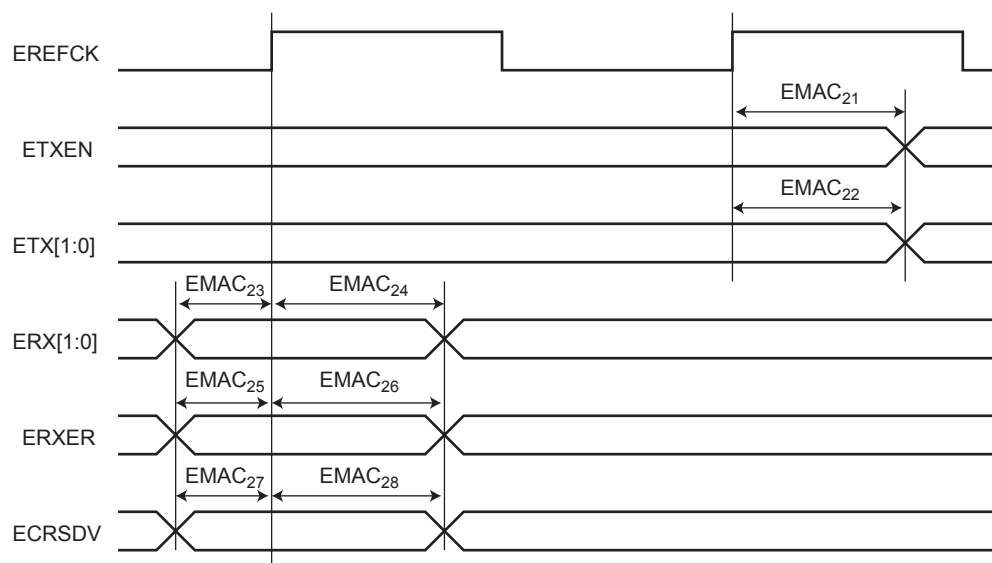 EREFCK
EMAC21
ETXEN
EMAC22
ETX[1:0]
EMAC23 EMAC24
ERX[1:0]
EMAC25 EMAC26
ERXER
EMAC27 EMAC28
ECRSDV